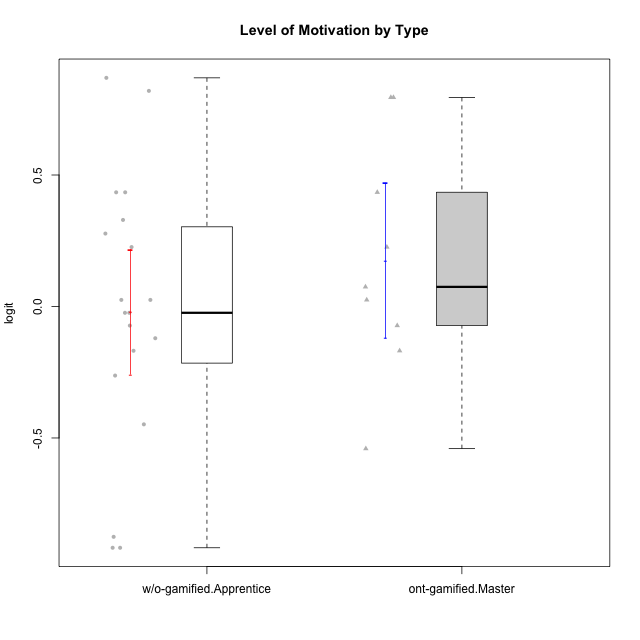 Level of Motivation by Type
logit
0.5
0.0
-0.5
w/o-gamified.Apprentice
ont-gamified.Master